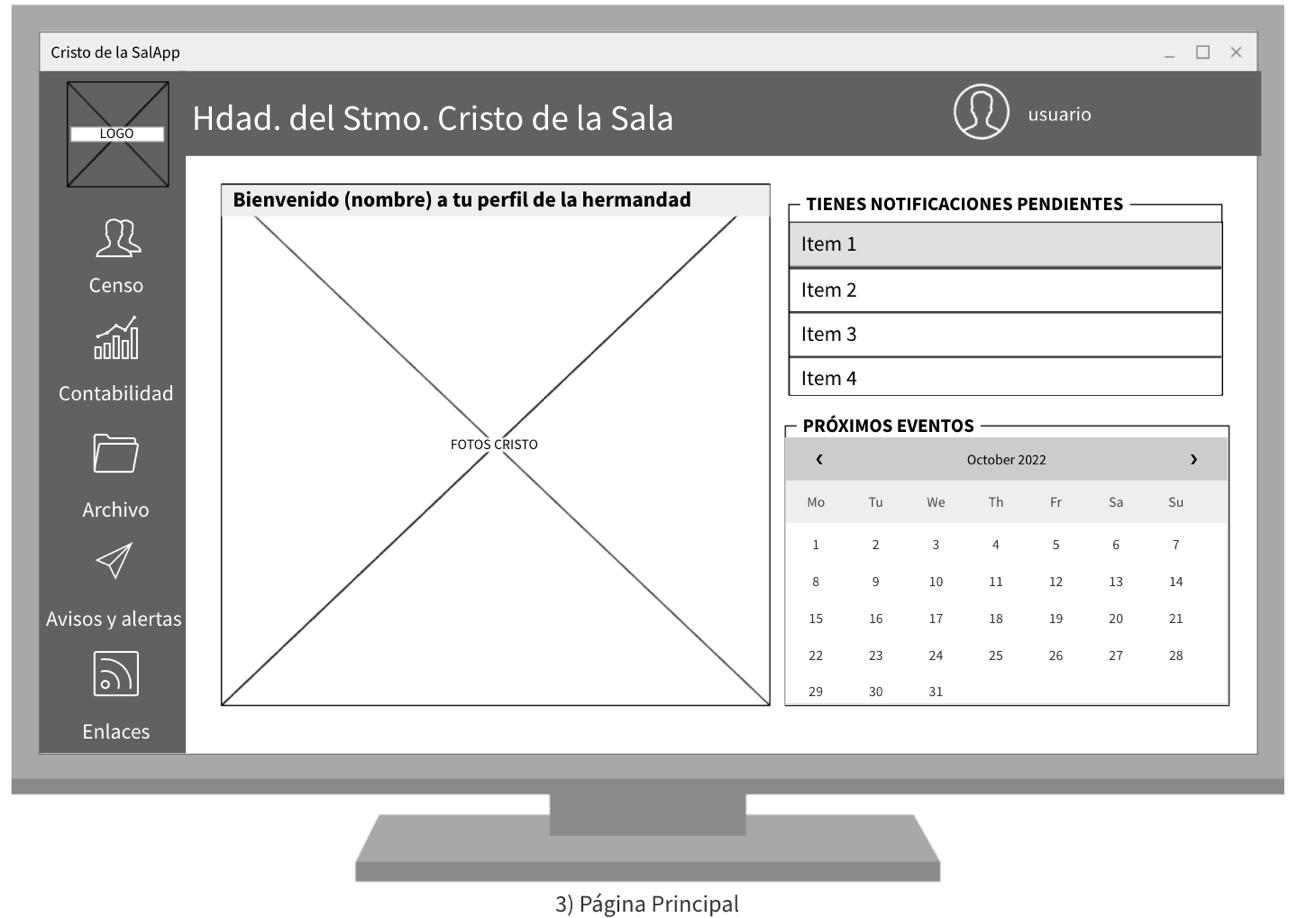 Cristo de la SalApp
LOGO
Hdad. del Stmo. Cristo de la Sala
usuario
Censo
Contabilidad
Archivo
Avisos y alertas
Enlaces
Bienvenido (nombre) a tu perfil de la hermandad
FOTOS CRISTO
TIENES NOTIFICACIONES PENDIENTES
Item 1
Item 2
Item 3
Item 4
PRÓXIMOS EVENTOS
‹ October 2022 ›
Mo Tu We Th Fr Sa Su
1 2 3 4 5 6 7
8 9 10 11 12 13 14
15 16 17 18 19 20 21
22 23 24 25 26 27 28
29 30 31
3) Página Principal